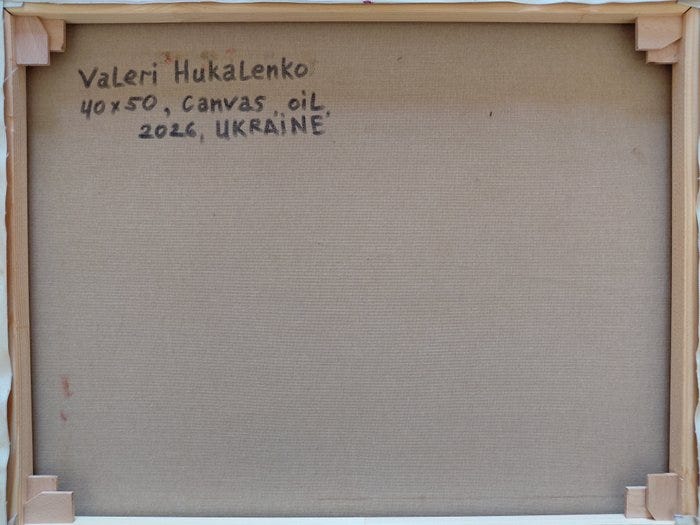 Valeri Hukalenko
40x50, canvas, oil,
2026, UKRAINE